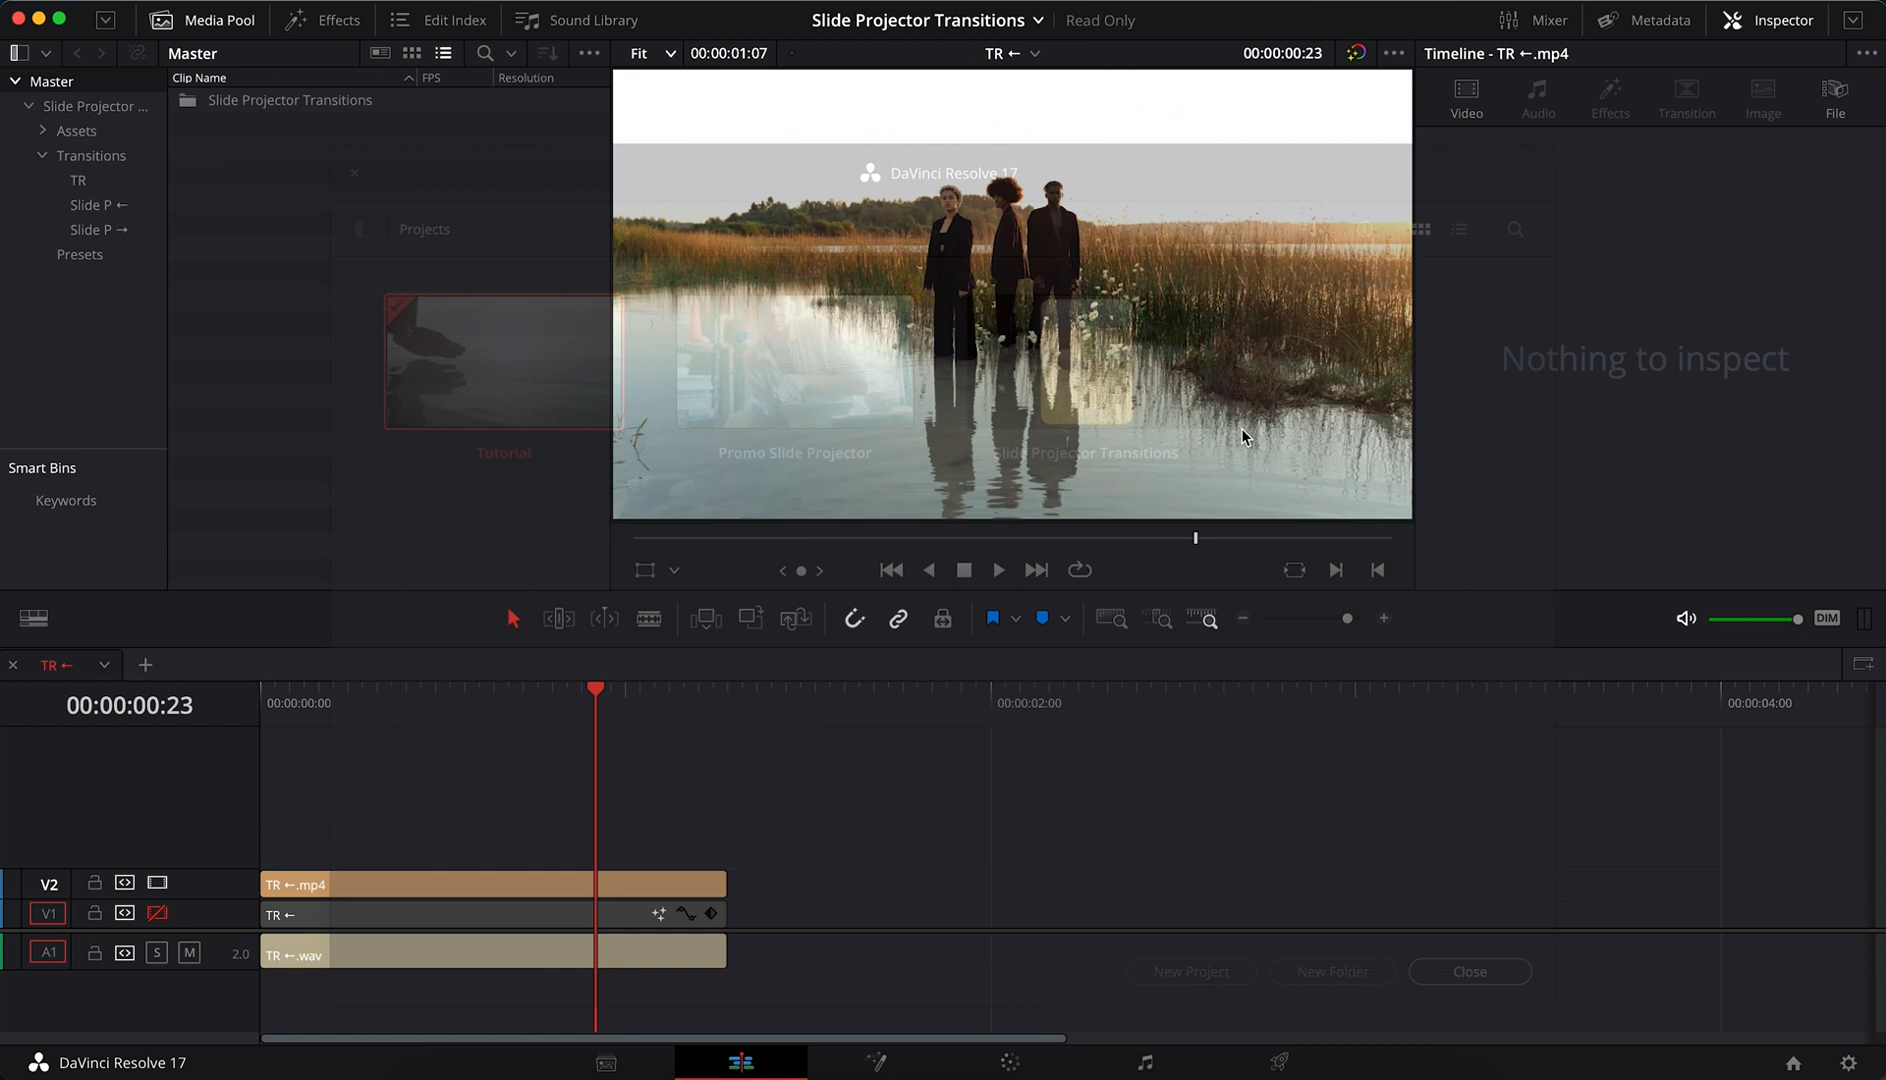 Media Pool
Effects
Edit Index
Sound Library
Slide Projector Transitions
Read Only
Mixer
Metadata
Inspector
Master
Fit
00:00:01:07
TR ←
00:00:00:23
Timeline - TR ←.mp4
Master
Clip Name
FPS
Resolution
Slide Projector Transitions
Slide Projector ...
Assets
Transitions
TR
Slide P ←
Slide P →
Presets
Video
Audio
Effects
Transition
Image
File
DaVinci Resolve 17
Projects
Nothing to inspect
Tutorial
Promo Slide Projector
Slide Projector Transitions
Smart Bins
Keywords
DIM
TR ←
00:00:00:23
00:00:00:00
00:00:02:00
00:00:04:00
V2
TR ←.mp4
V1
TR ←
A1
S
M
2.0
TR ←.wav
New Project
New Folder
Close
DaVinci Resolve 17